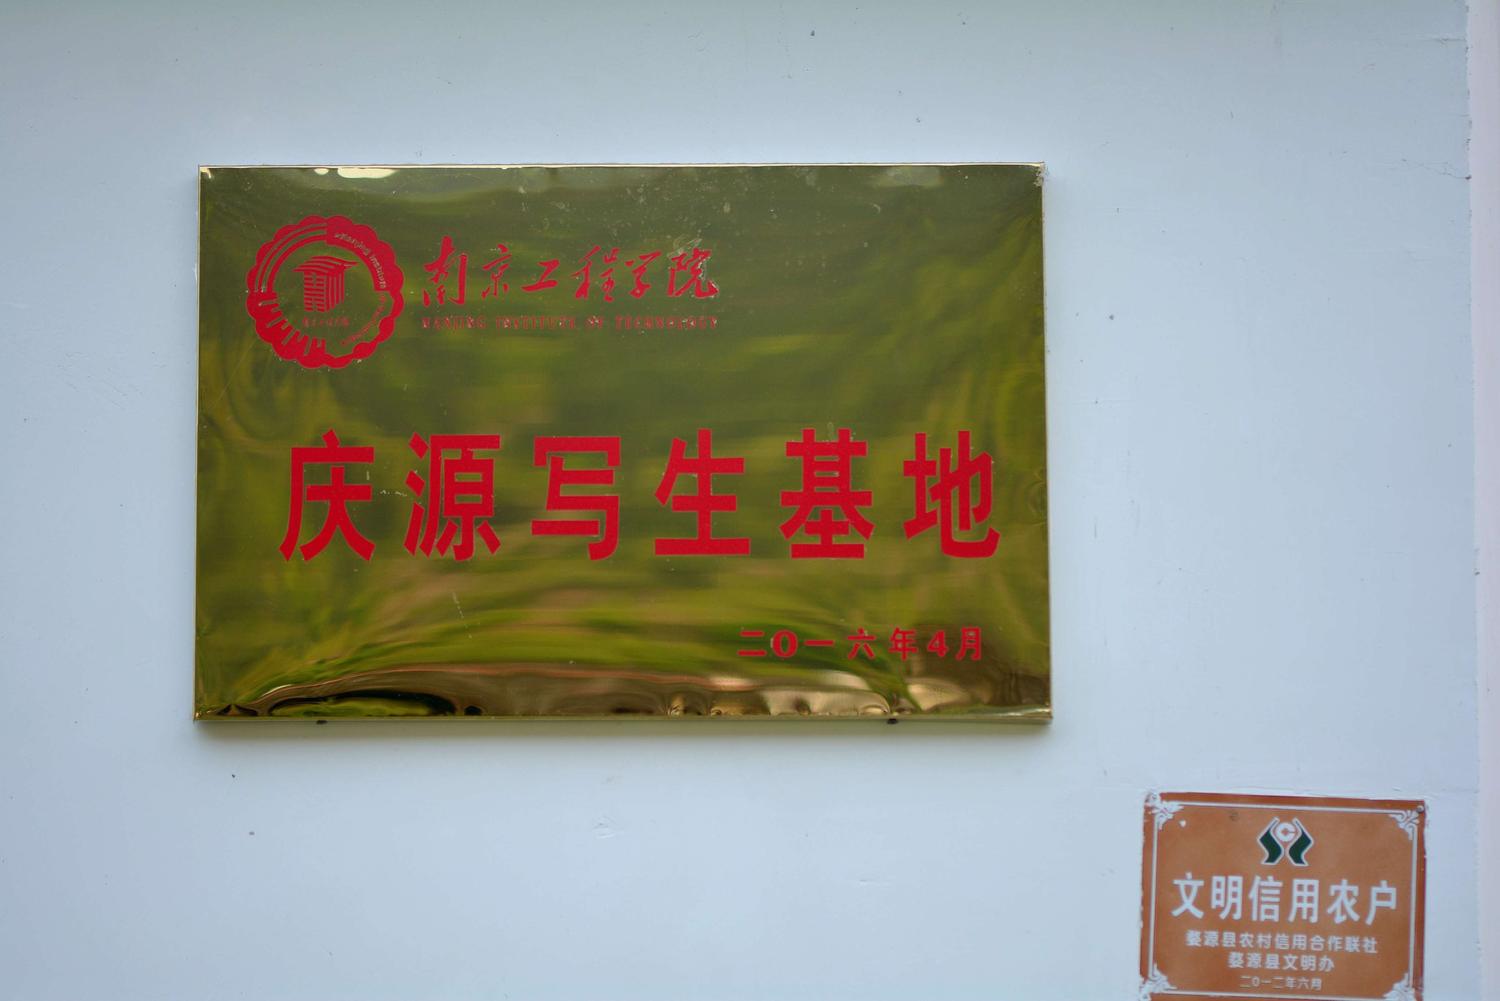 南京工程学院
NANJING INSTITUTE OF TECHNOLOGY
庆源写生基地
二〇一六年4月
文明信用农户
婺源县农村信用合作联社
婺源县文明办
二〇一二年六月